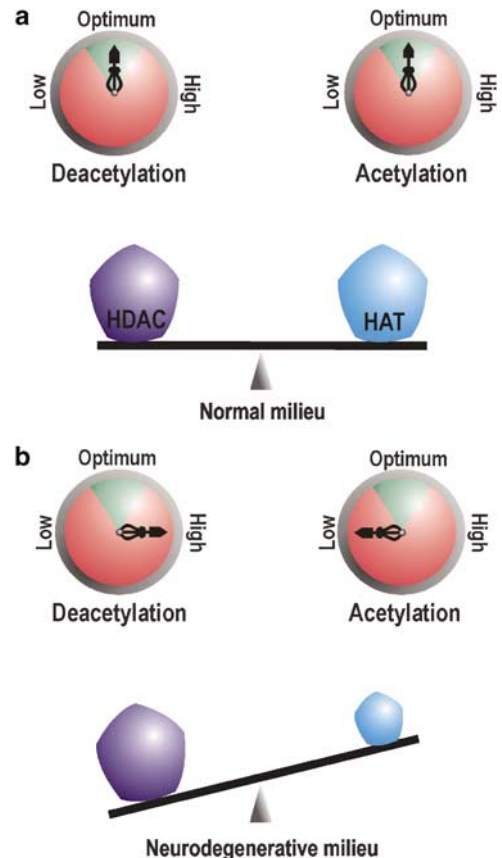 a
Optimum Optimum
Low High Low High
Deacetylation Acetylation
HDAC HAT
Normal milieu
b
Optimum Optimum
Low High Low High
Deacetylation Acetylation
Neurodegenerative milieu